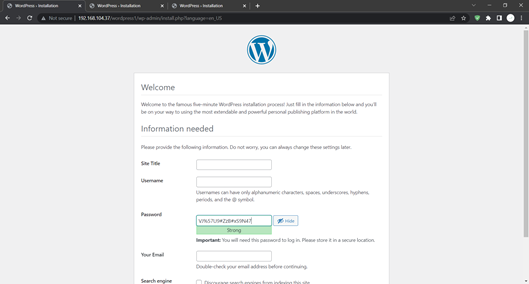 WordPress › Installation
WordPress › Installation
WordPress › Installation
Not secure
192.168.104.37/wordpress1/wp-admin/install.php?language=en_US
Welcome
Welcome to the famous five-minute WordPress installation process! Just fill in the information below and you'll
be on your way to using the most extendable and powerful personal publishing platform in the world.
Information needed
Please provide the following information. Do not worry, you can always change these settings later.
Site Title
Username
Usernames can have only alphanumeric characters, spaces, underscores, hyphens,
periods, and the @ symbol.
Password
Hide
Strong
Important: You will need this password to log in. Please store it in a secure location.
Your Email
Double-check your email address before continuing.
Search engine
Discourage search engines from indexing this site